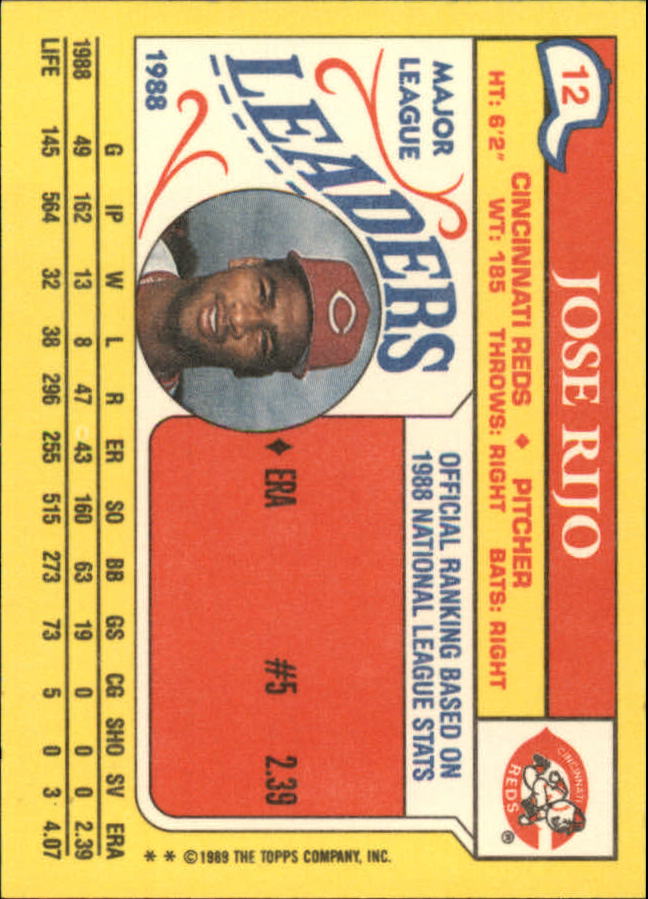 12
JOSE RIJO
CINCINNATI REDS ♦ PITCHER
HT: 6'2" WT: 185 THROWS: RIGHT BATS: RIGHT
CINCINNATI
REDS
®
MAJOR
LEAGUE
LEADERS
1988
C
OFFICIAL RANKING BASED ON
1988 NATIONAL LEAGUE STATS
♦ ERA #5 2.39
G IP W L R ER SO BB GS CG SHO SV ERA
1988 49 162 13 8 47 43 160 63 19 0 0 0 2.39
LIFE 145 564 32 38 296 255 515 273 73 5 0 3 4.07
* * ©1989 THE TOPPS COMPANY, INC.